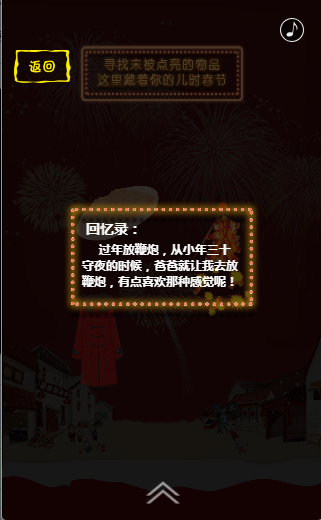 寻找未被点亮的物品
返回
这里藏着你的儿时春节
回忆录：
过年放鞭炮，从小年三十
守夜的时候，爸爸就让我去放
鞭炮，有点喜欢那种感觉呢！